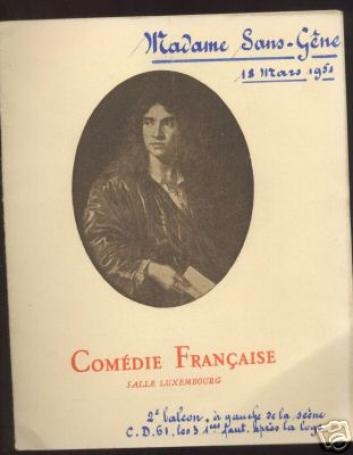 Madame Sans-Gêne
18 Mars 1951
COMÉDIE FRANÇAISE
SALLE LUXEMBOURG
2e balcon, à gauche de la scène
C.D.61, les 3 1ers faut. après la loge